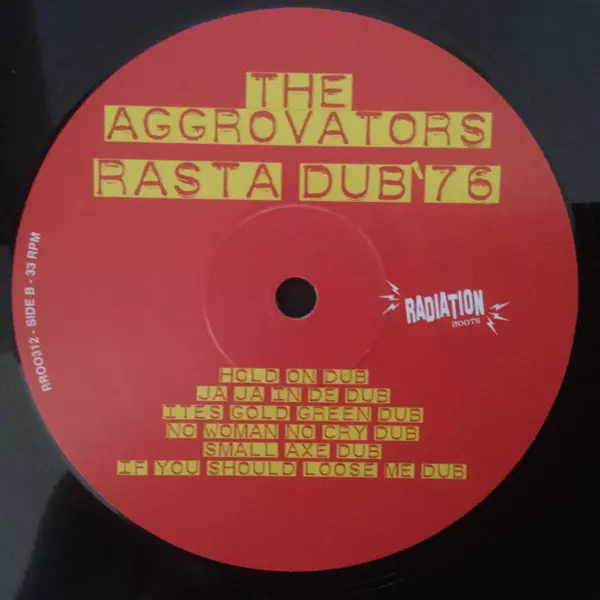 THE
AGGROVATORS
RASTA DUB'76
RROO312 - SIDE B - 33 RPM
RADIATION
ROOTS
HOLD ON DUB
JA JA IN DE DUB
ITES GOLD GREEN DUB
NO WOMAN NO CRY DUB
SMALL AXE DUB
IF YOU SHOULD LOOSE ME DUB